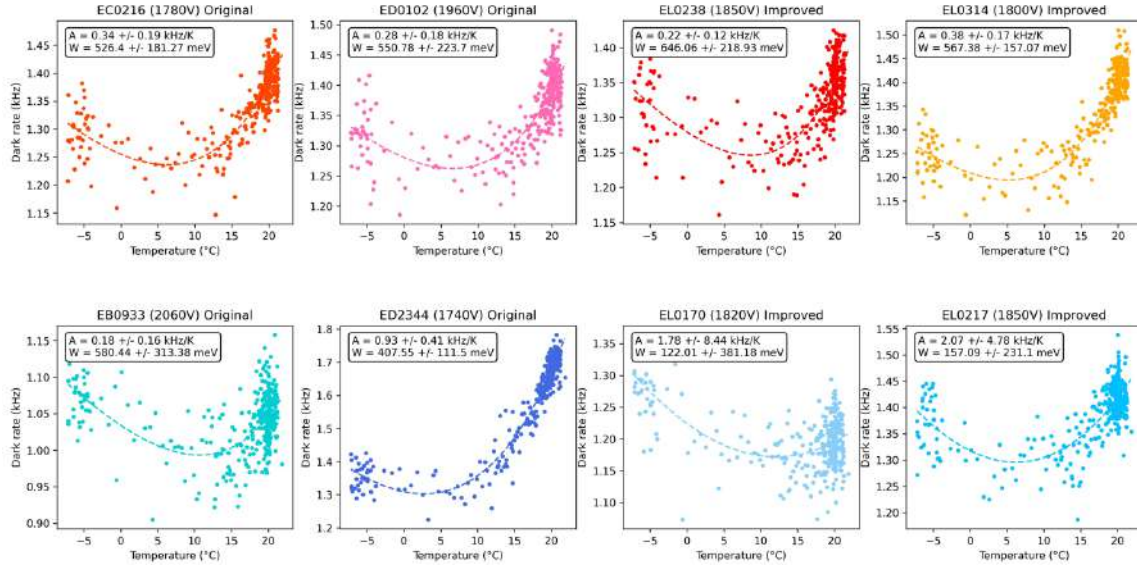 EC0216 (1780V) Original
A = 0.34 +/- 0.19 kHz/K
W = 526.4 +/- 181.27 meV
Dark rate (kHz)
1.45
1.40
1.35
1.30
1.25
1.20
1.15
−5 0 5 10 15 20
Temperature (°C)
ED0102 (1960V) Original
A = 0.28 +/- 0.18 kHz/K
W = 550.78 +/- 223.7 meV
Dark rate (kHz)
1.50
1.45
1.40
1.35
1.30
1.25
1.20
−5 0 5 10 15 20
Temperature (°C)
EL0238 (1850V) Improved
A = 0.22 +/- 0.12 kHz/K
W = 646.06 +/- 218.93 meV
Dark rate (kHz)
1.40
1.35
1.30
1.25
1.20
1.15
−5 0 5 10 15 20
Temperature (°C)
EL0314 (1800V) Improved
A = 0.38 +/- 0.17 kHz/K
W = 567.38 +/- 157.07 meV
Dark rate (kHz)
1.50
1.45
1.40
1.35
1.30
1.25
1.20
1.15
−5 0 5 10 15 20
Temperature (°C)
EB0933 (2060V) Original
A = 0.18 +/- 0.16 kHz/K
W = 580.44 +/- 313.38 meV
Dark rate (kHz)
1.15
1.10
1.05
1.00
0.95
0.90
−5 0 5 10 15 20
Temperature (°C)
ED2344 (1740V) Original
A = 0.93 +/- 0.41 kHz/K
W = 407.55 +/- 111.5 meV
Dark rate (kHz)
1.8
1.7
1.6
1.5
1.4
1.3
1.2
−5 0 5 10 15 20
Temperature (°C)
EL0170 (1820V) Improved
A = 1.78 +/- 8.44 kHz/K
W = 122.01 +/- 381.18 meV
Dark rate (kHz)
1.35
1.30
1.25
1.20
1.15
1.10
−5 0 5 10 15 20
Temperature (°C)
EL0217 (1850V) Improved
A = 2.07 +/- 4.78 kHz/K
W = 157.09 +/- 231.1 meV
Dark rate (kHz)
1.55
1.50
1.45
1.40
1.35
1.30
1.25
1.20
−5 0 5 10 15 20
Temperature (°C)